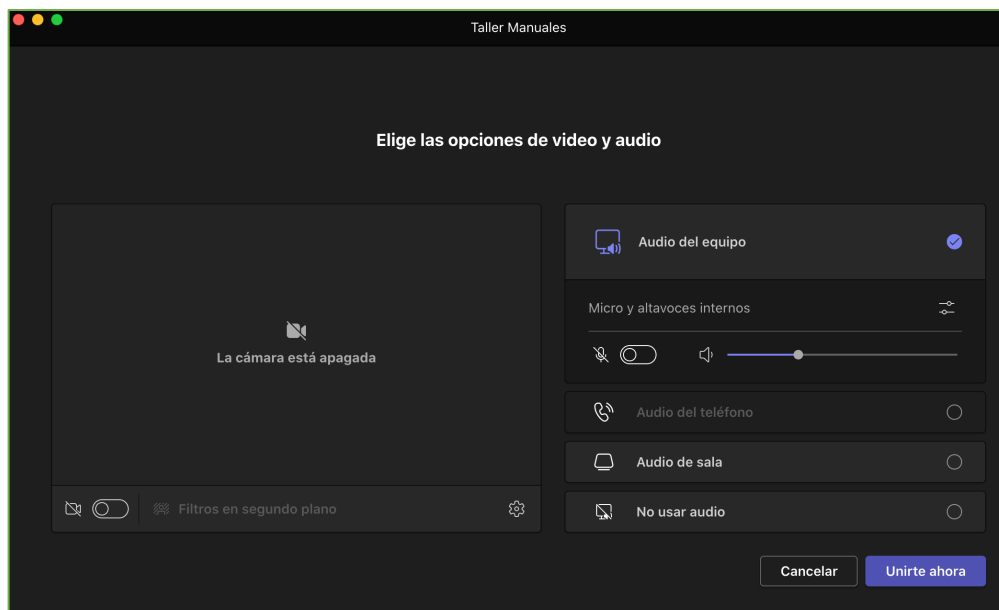 Taller Manuales
Elige las opciones de video y audio
La cámara está apagada
Filtros en segundo plano
Audio del equipo
Micro y altavoces internos
Audio del teléfono
Audio de sala
No usar audio
Cancelar
Unirte ahora